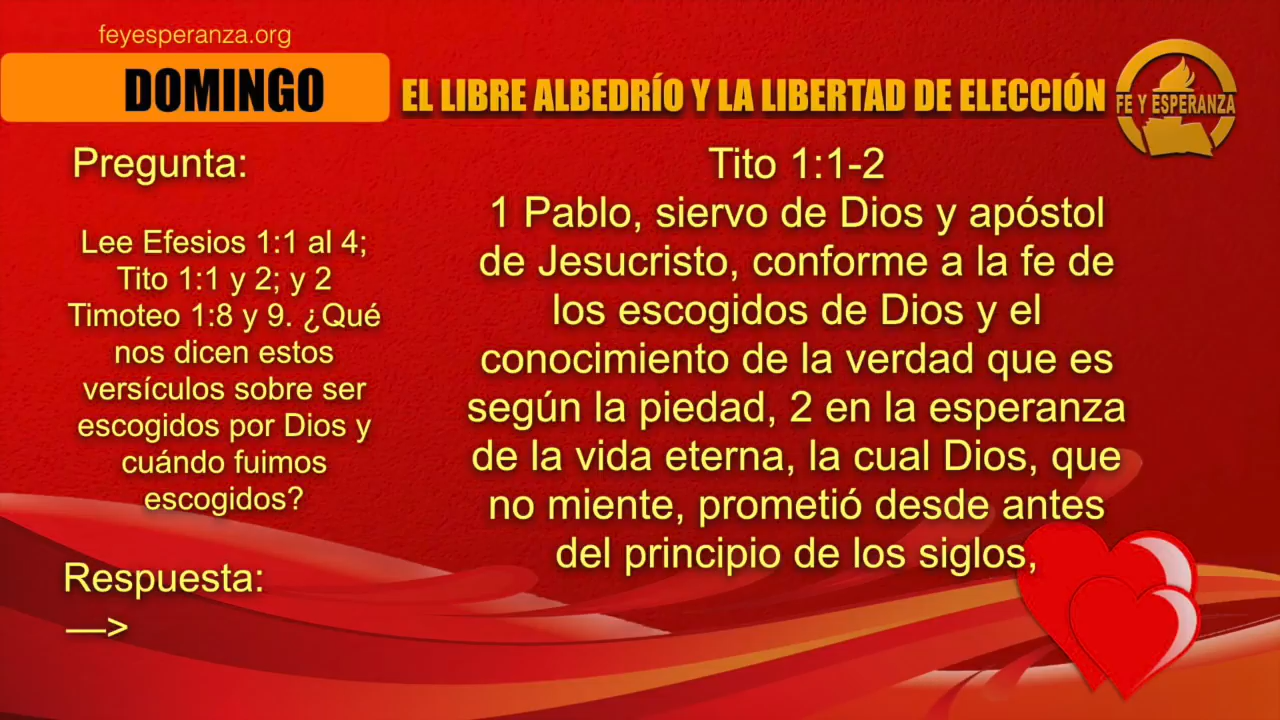 feyesperanza.org
DOMINGO
EL LIBRE ALBEDRÍO Y LA LIBERTAD DE ELECCIÓN
FE Y ESPERANZA
Pregunta:
Lee Efesios 1:1 al 4;
Tito 1:1 y 2; y 2
Timoteo 1:8 y 9. ¿Qué
nos dicen estos
versículos sobre ser
escogidos por Dios y
cuándo fuimos
escogidos?
Respuesta:
—>
Tito 1:1-2
1 Pablo, siervo de Dios y apóstol
de Jesucristo, conforme a la fe de
los escogidos de Dios y el
conocimiento de la verdad que es
según la piedad, 2 en la esperanza
de la vida eterna, la cual Dios, que
no miente, prometió desde antes
del principio de los siglos,